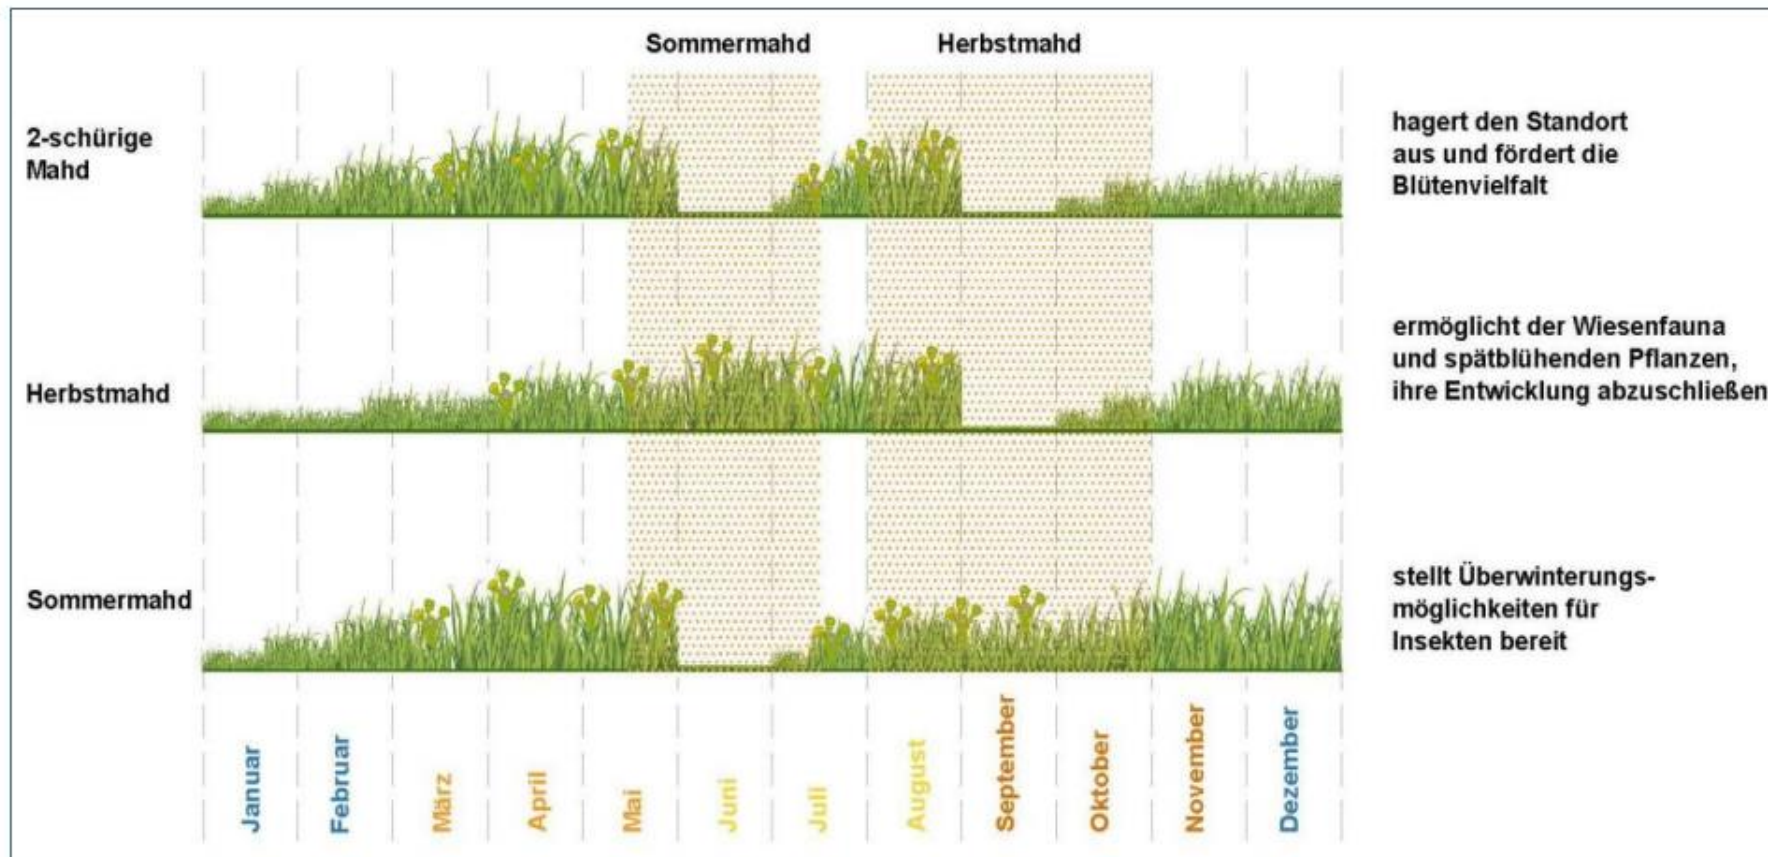 Sommermahd
Herbstmahd
2-schürige
Mahd
hagert den Standort
aus und fördert die
Blütenvielfalt
Herbstmahd
ermöglicht der Wiesenfauna
und spätblühenden Pflanzen,
ihre Entwicklung abzuschließen
Sommermahd
stellt Überwinterungs-
möglichkeiten für
Insekten bereit
Januar
Februar
März
April
Mai
Juni
Juli
August
September
Oktober
November
Dezember